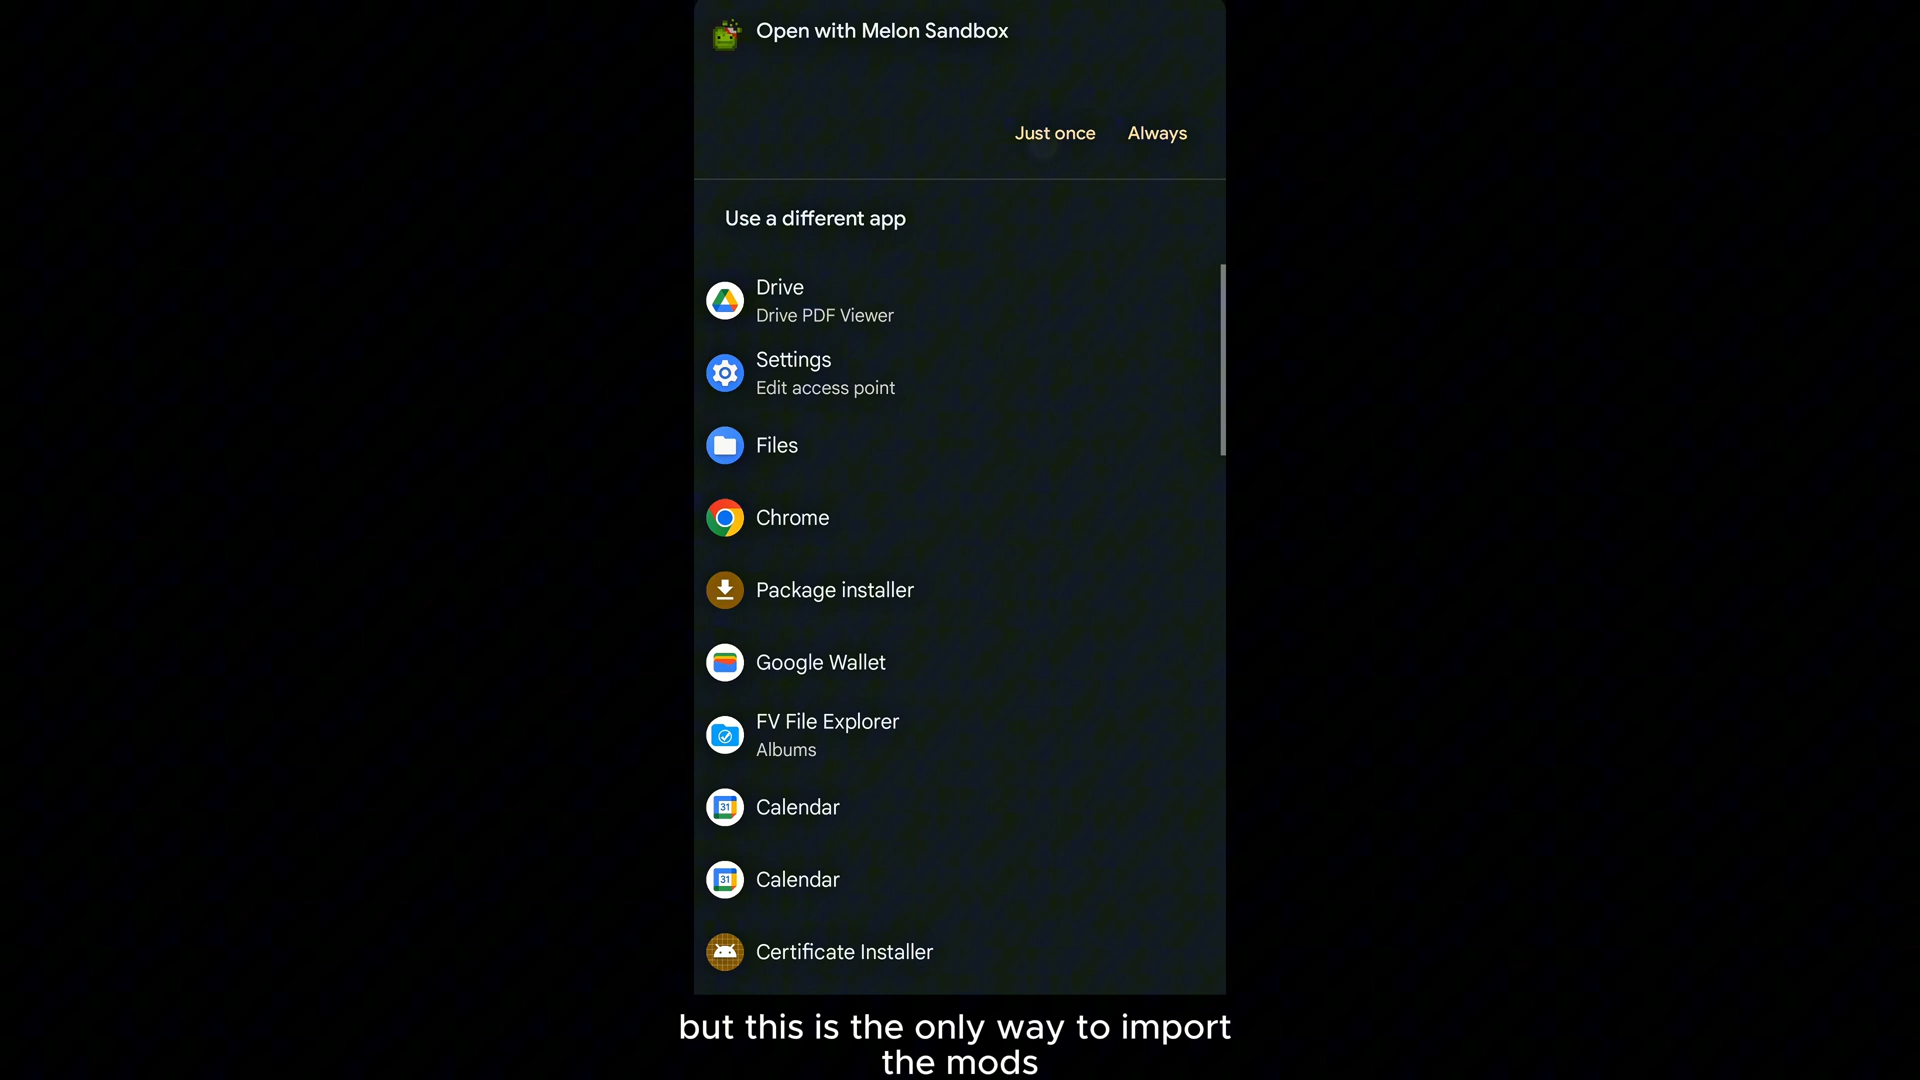 Open with Melon Sandbox
Just once Always
Use a different app
Drive
Drive PDF Viewer
Settings
Edit access point
Files
Chrome
Package installer
Google Wallet
FV File Explorer
Albums
31
Calendar
31
Calendar
Certificate Installer
but this is the only way to import
the mods